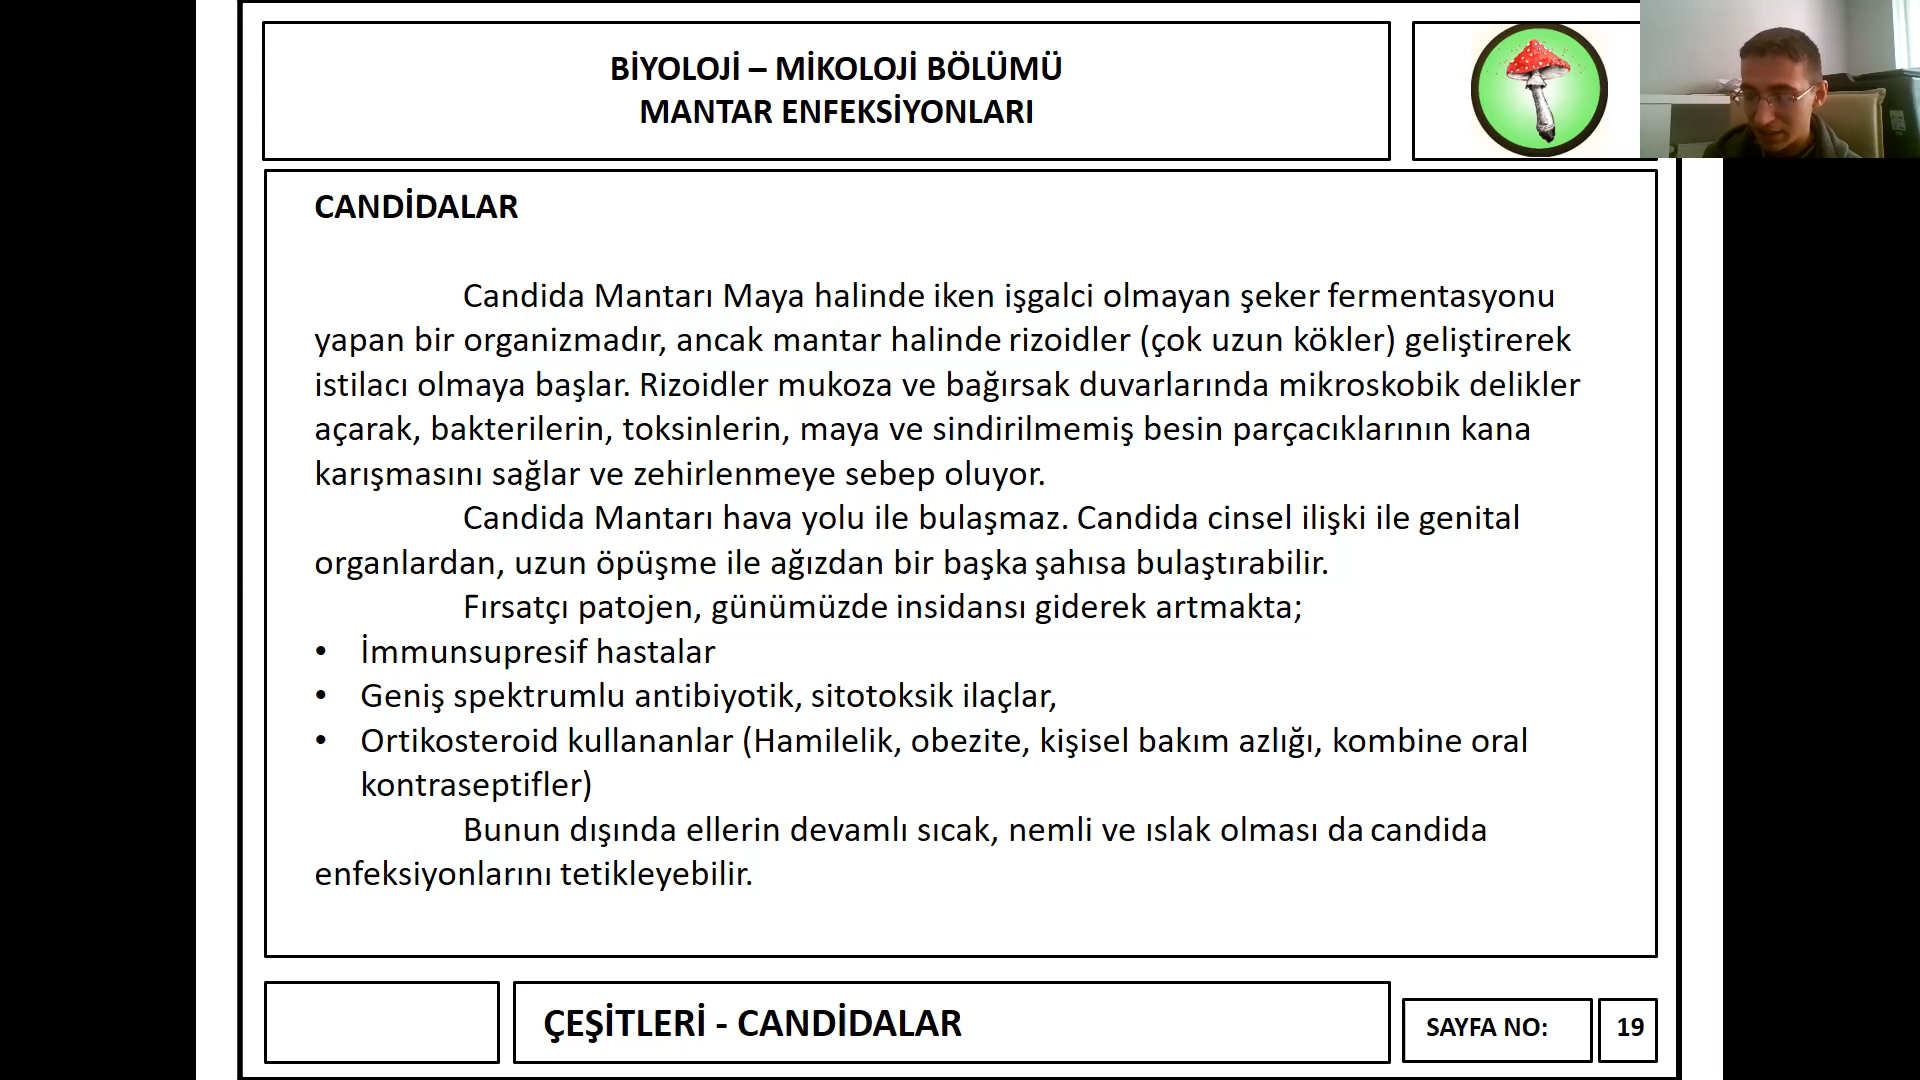 BİYOLOJİ – MİKOLOJİ BÖLÜMÜ
MANTAR ENFEKSİYONLARI
CANDİDALAR
Candida Mantarı Maya halinde iken işgalci olmayan şeker fermentasyonu
yapan bir organizmadır, ancak mantar halinde rizoidler (çok uzun kökler) geliştirerek
istilacı olmaya başlar. Rizoidler mukoza ve bağırsak duvarlarında mikroskobik delikler
açarak, bakterilerin, toksinlerin, maya ve sindirilmemiş besin parçacıklarının kana
karışmasını sağlar ve zehirlenmeye sebep oluyor.
Candida Mantarı hava yolu ile bulaşmaz. Candida cinsel ilişki ile genital
organlardan, uzun öpüşme ile ağızdan bir başka şahısa bulaştırabilir.
Fırsatçı patojen, günümüzde insidansı giderek artmakta;
• İmmunsupresif hastalar
• Geniş spektrumlu antibiyotik, sitotoksik ilaçlar,
• Ortikosteroid kullananlar (Hamilelik, obezite, kişisel bakım azlığı, kombine oral
kontraseptifler)
Bunun dışında ellerin devamlı sıcak, nemli ve ıslak olması da candida
enfeksiyonlarını tetikleyebilir.
ÇEŞİTLERİ - CANDİDALAR
SAYFA NO:
19